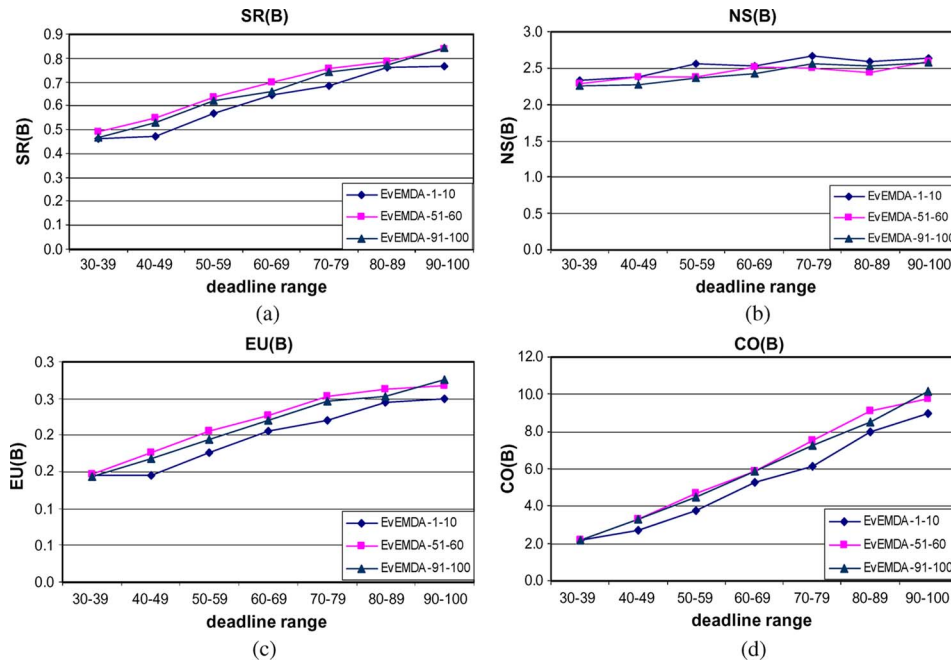 SR(B)
0.9
0.8
0.7
0.6
0.5
0.4
0.3
0.2
0.1
0.0
SR(B)
EvEMDA-1-10
EvEMDA-51-60
EvEMDA-91-100
30-39 40-49 50-59 60-69 70-79 80-89 90-100
deadline range
(a)
NS(B)
3.0
2.5
2.0
1.5
1.0
0.5
0.0
NS(B)
EvEMDA-1-10
EvEMDA-51-60
EvEMDA-91-100
30-39 40-49 50-59 60-69 70-79 80-89 90-100
deadline range
(b)
EU(B)
0.3
0.3
0.2
0.2
0.1
0.1
0.0
EU(B)
EvEMDA-1-10
EvEMDA-51-60
EvEMDA-91-100
30-39 40-49 50-59 60-69 70-79 80-89 90-100
deadline range
(c)
CO(B)
12.0
10.0
8.0
6.0
4.0
2.0
0.0
CO(B)
EvEMDA-1-10
EvEMDA-51-60
EvEMDA-91-100
30-39 40-49 50-59 60-69 70-79 80-89 90-100
deadline range
(d)